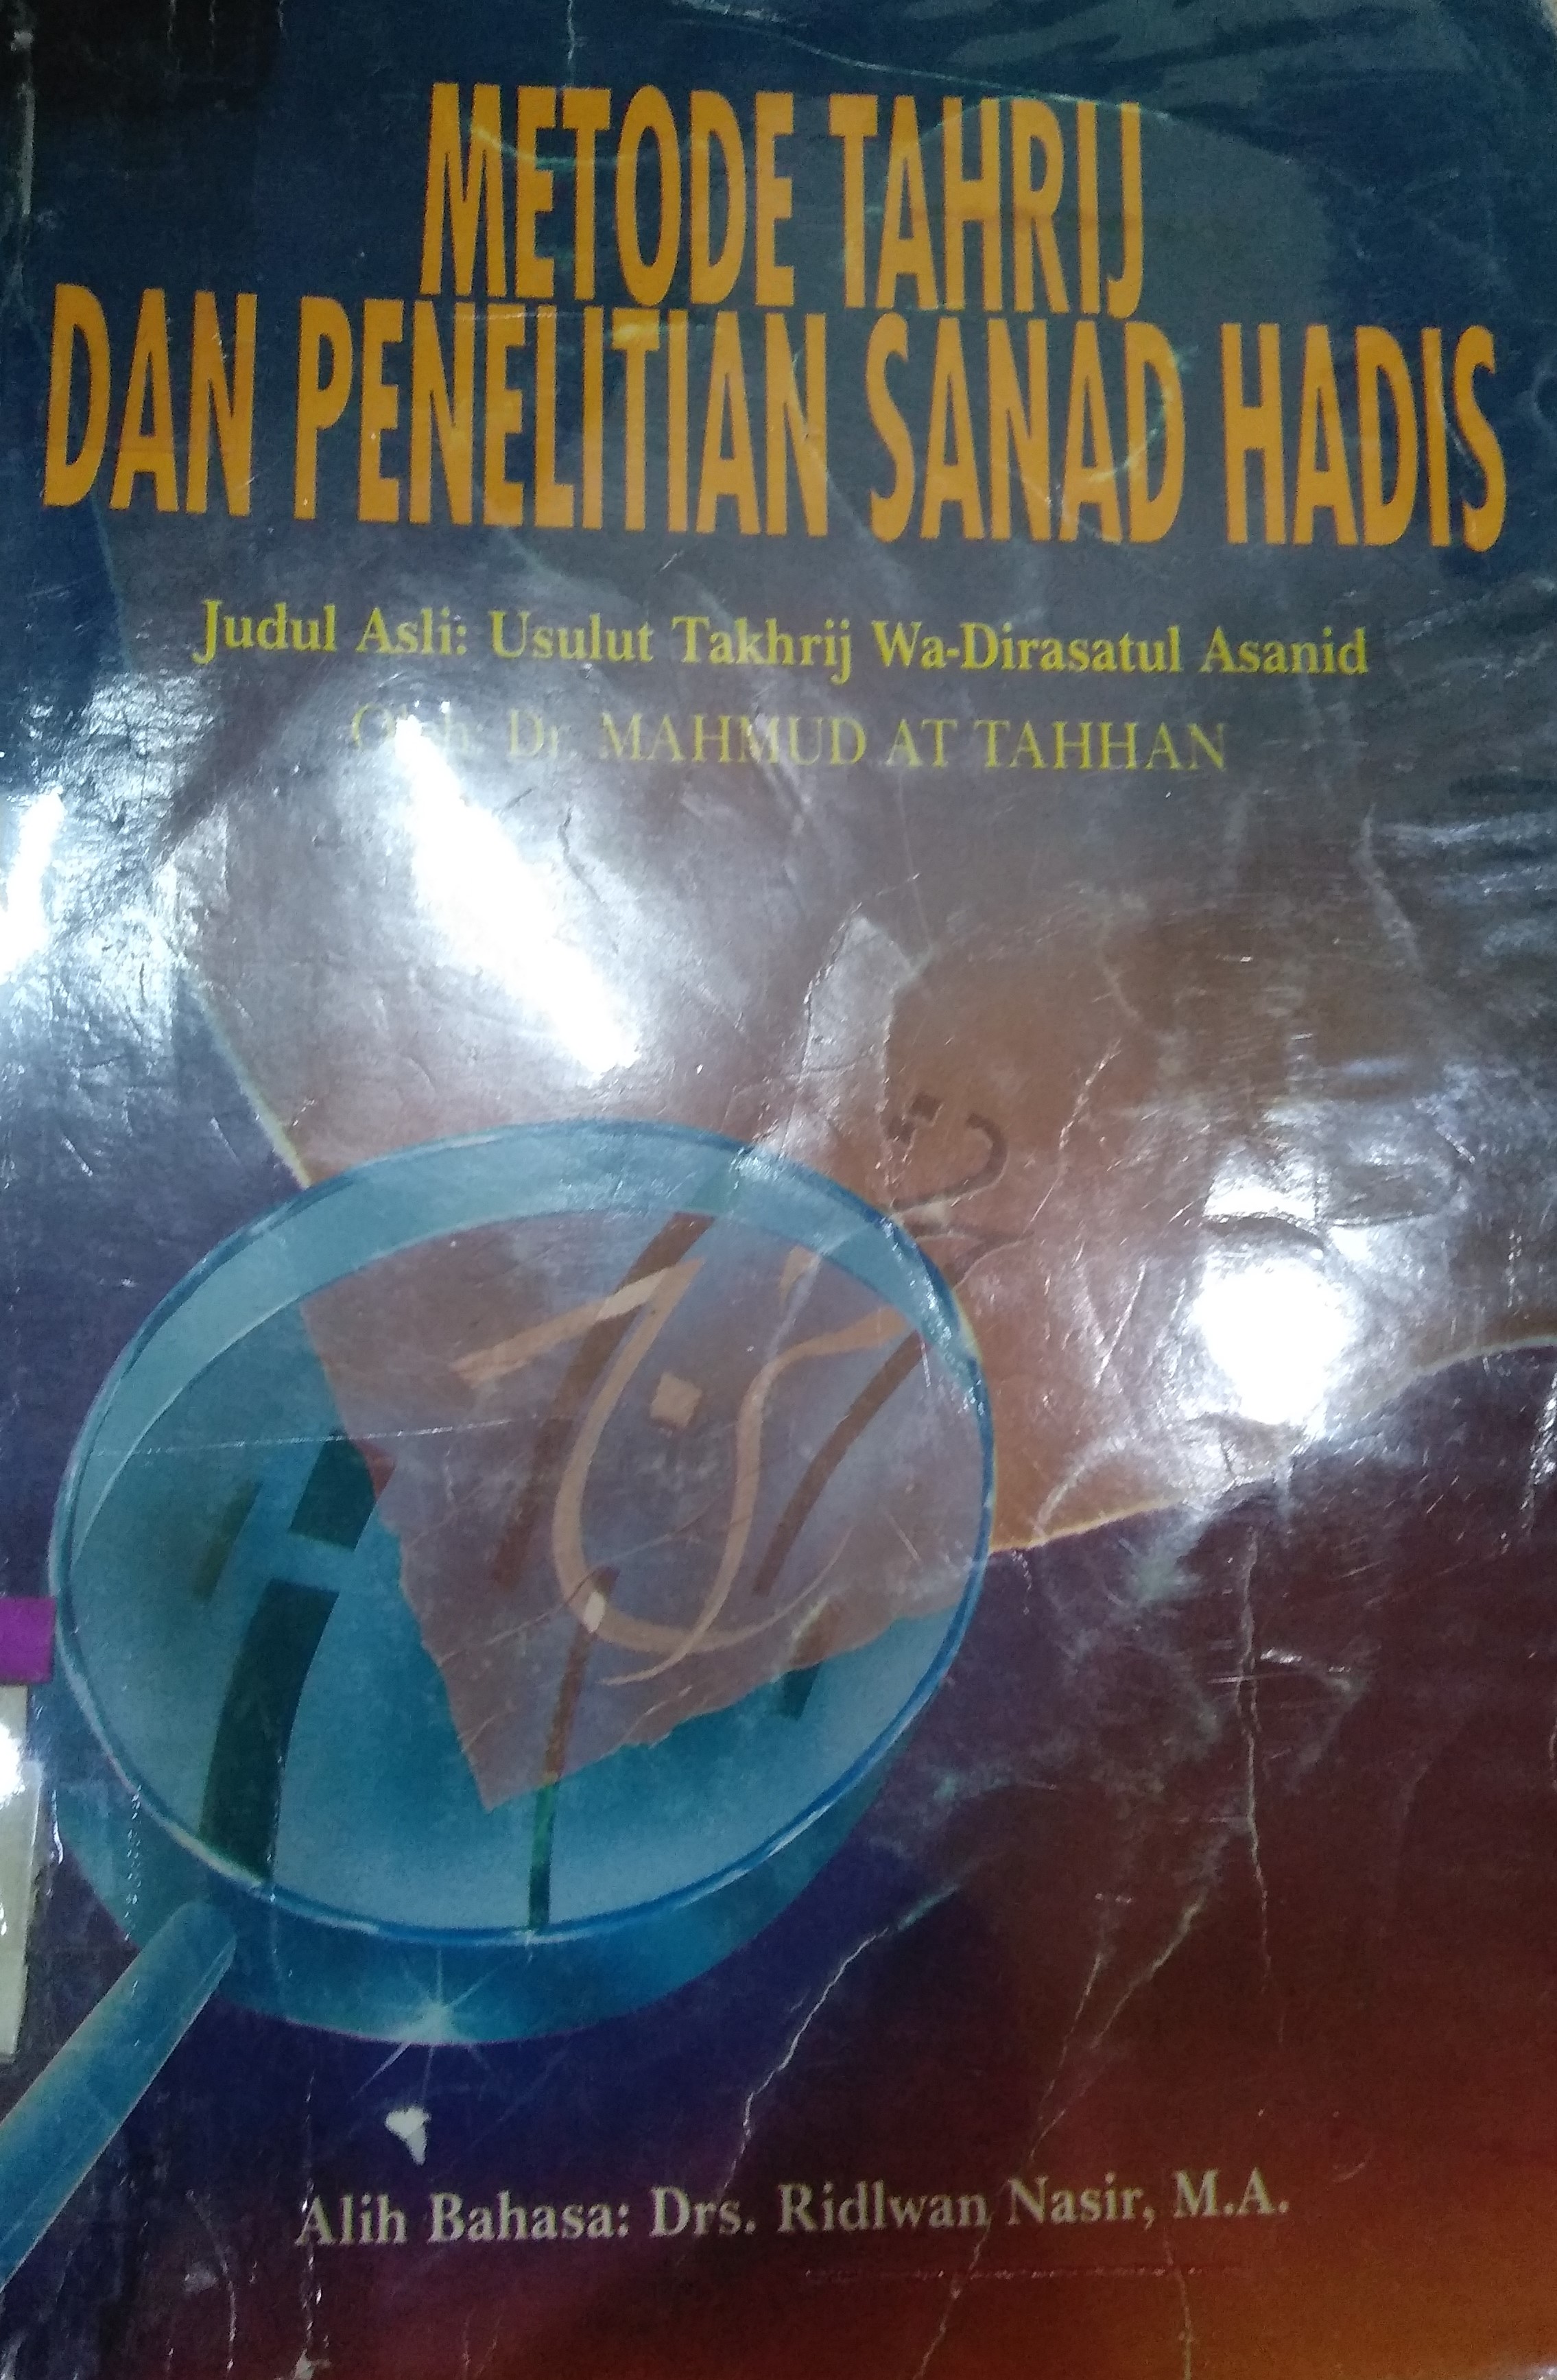 METODE TAHRIJ
DAN PENELITIAN SANAD HADIS
Judul Asli: Usulut Takhrij Wa-Dirasatul Asanid
Oleh Dr. MAHMUD AT TAHHAN
Alih Bahasa: Drs. Ridlwan Nasir, M.A.